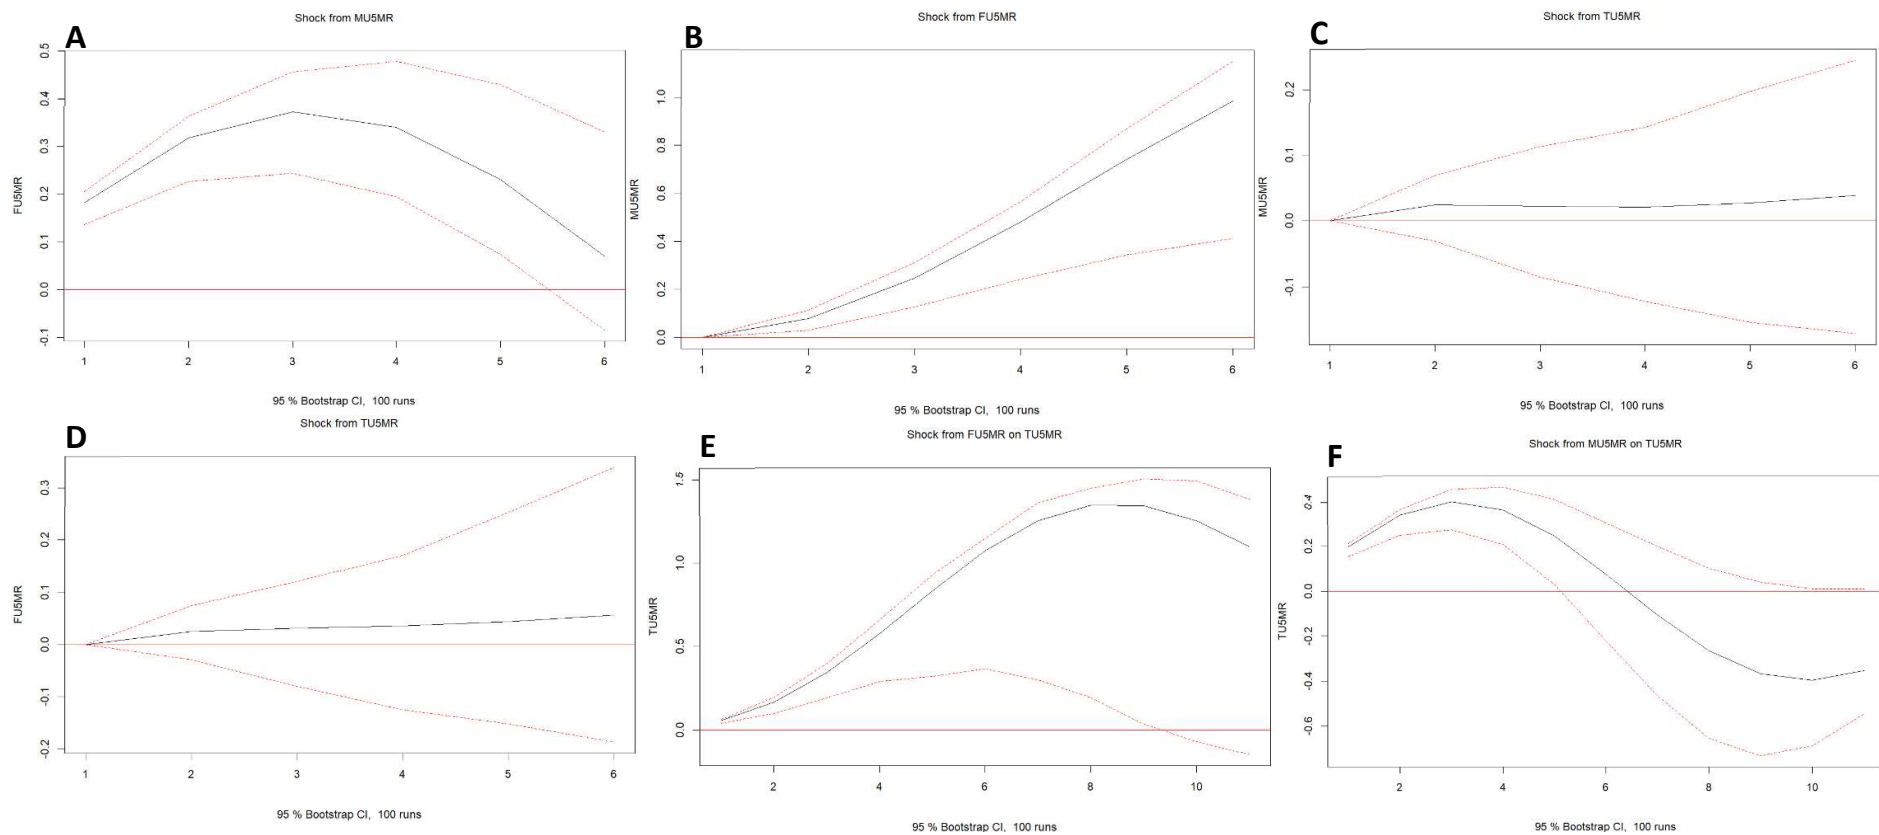 A
Shock from MU5MR
FU5MR
0.5
0.4
0.3
0.2
0.1
0.0
-0.1
1 2 3 4 5 6
95 % Bootstrap CI, 100 runs
B
Shock from FU5MR
MU5MR
1.0
0.8
0.6
0.4
0.2
0.0
1 2 3 4 5 6
95 % Bootstrap CI, 100 runs
C
Shock from TU5MR
MU5MR
0.2
0.1
0.0
-0.1
1 2 3 4 5 6
95 % Bootstrap CI, 100 runs
D
Shock from TU5MR
FU5MR
0.3
0.2
0.1
0.0
-0.1
-0.2
1 2 3 4 5 6
95 % Bootstrap CI, 100 runs
E
Shock from FU5MR on TU5MR
TU5MR
1.5
1.0
0.5
0.0
2 4 6 8 10
95 % Bootstrap CI, 100 runs
F
Shock from MU5MR on TU5MR
TU5MR
0.4
0.2
0.0
-0.2
-0.4
-0.6
2 4 6 8 10
95 % Bootstrap CI, 100 runs